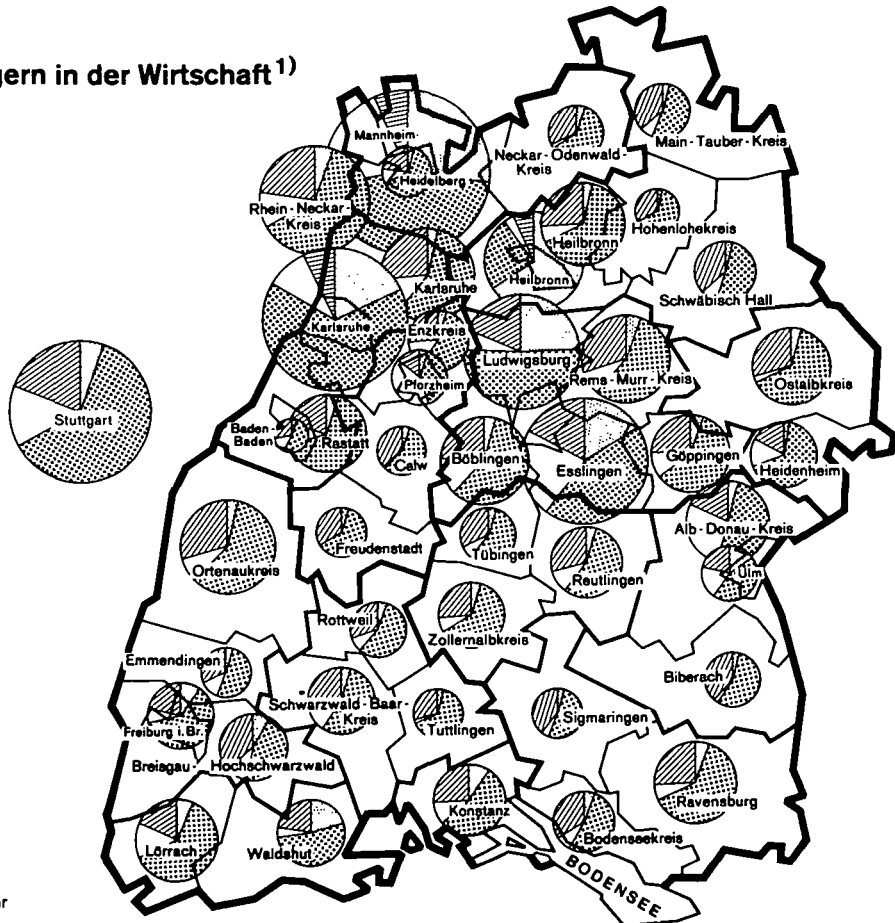 gern in der Wirtschaft 1)
Mannheim
Heidelberg
Rhein-Neckar-
Kreis
Neckar-Odenwald-
Kreis
Main-Tauber-Kreis
Heilbronn
Hohenlohekreis
Heilbronn
Karlsruhe
Schwäbisch Hall
Karlsruhe
Enzkreis
Ludwigsburg
Rems-Murr-Kreis
Ostalbkreis
Pforzheim
Stuttgart
Baden-
Baden
Rastatt
Calw
Böblingen
Esslingen
Göppingen
Heidenheim
Alb-Donau-Kreis
Freudenstadt
Tübingen
Ortenaukreis
Reutlingen
Ulm
Rottweil
Zollernalbkreis
Emmendingen
Biberach
Schwarzwald-Baar-
Kreis
Tuttlingen
Sigmaringen
Freiburg i.Br.
Breisgau-
Hochschwarzwald
Ravensburg
Konstanz
Bodenseekreis
Lörrach
Waldshut
BODENSEE
r